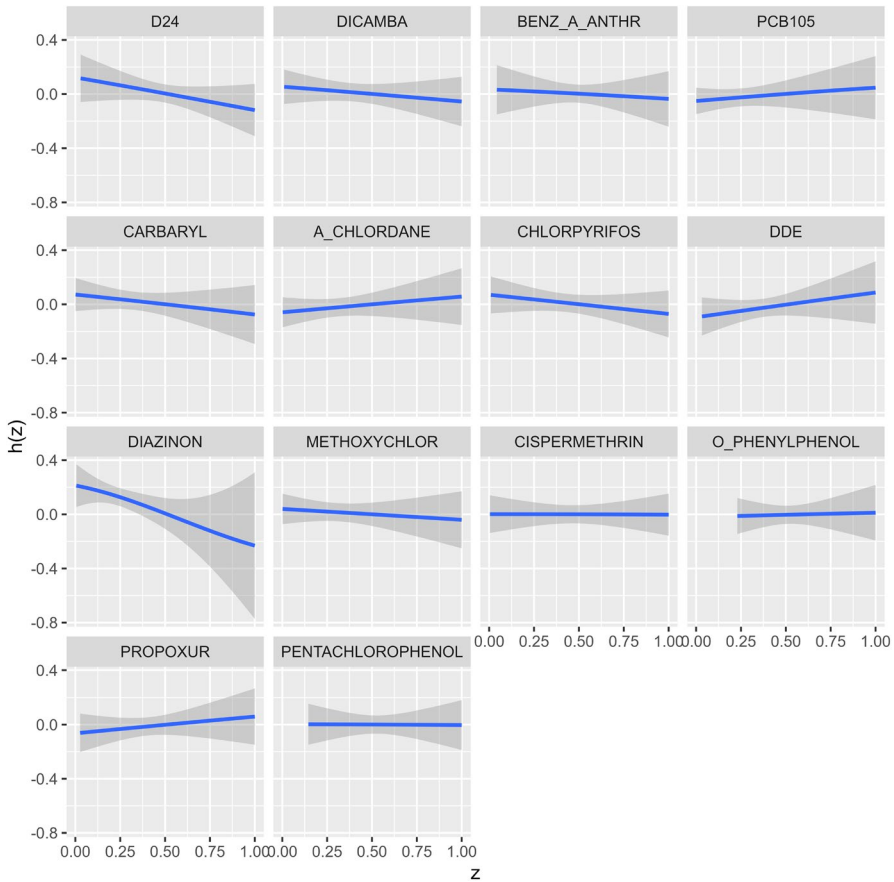 D24 DICAMBA BENZ_A_ANTHR PCB105
0.4
0.0
-0.4
-0.8
CARBARYL A_CHLORDANE CHLORPYRIFOS DDE
0.4
0.0
-0.4
-0.8
h(z)
DIAZINON METHOXYCHLOR CISPERMETHRIN O_PHENYLPHENOL
0.4
0.0
-0.4
-0.8
0.00 0.25 0.50 0.75 1.00 0.00 0.25 0.50 0.75 1.00
PROPOXUR PENTACHLOROPHENOL
0.4
0.0
-0.4
-0.8
0.00 0.25 0.50 0.75 1.00 0.00 0.25 0.50 0.75 1.00
z